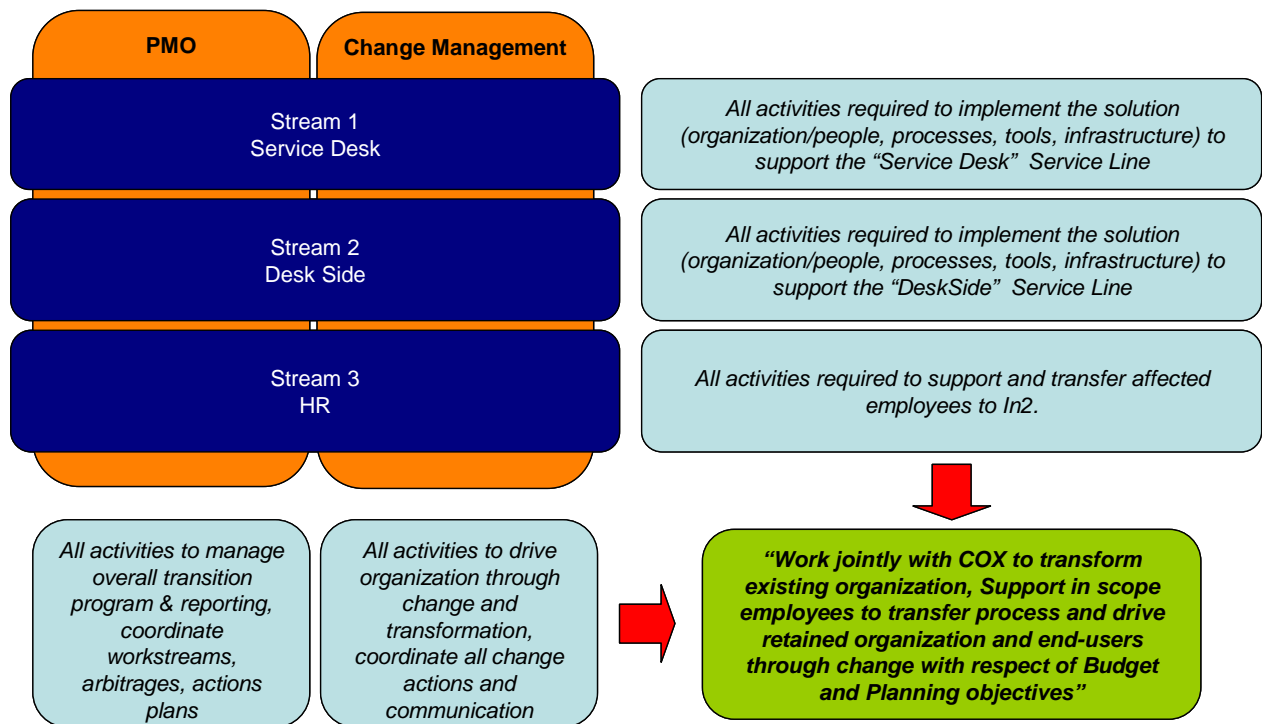 PMO
Change Management
Stream 1
Service Desk
All activities required to implement the solution
(organization/people, processes, tools, infrastructure) to
support the “Service Desk” Service Line
Stream 2
Desk Side
All activities required to implement the solution
(organization/people, processes, tools, infrastructure) to
support the “DeskSide” Service Line
Stream 3
HR
All activities required to support and transfer affected
employees to In2.
All activities to manage
overall transition
program & reporting,
coordinate
workstreams,
arbitrages, actions
plans
All activities to drive
organization through
change and
transformation,
coordinate all change
actions and
communication
“Work jointly with COX to transform
existing organization, Support in scope
employees to transfer process and drive
retained organization and end-users
through change with respect of Budget
and Planning objectives”